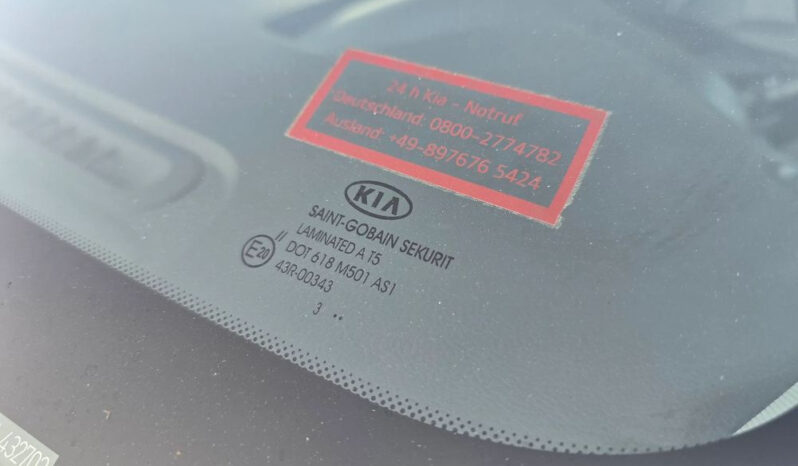 24 h Kia - Notruf
Deutschland: 0800-2774782
Ausland: +49-897676 5424
KIA
SAINT-GOBAIN SEKURIT
LAMINATED A T5
E20 // DOT 618 M501 AS1
43R-00343
3 ..